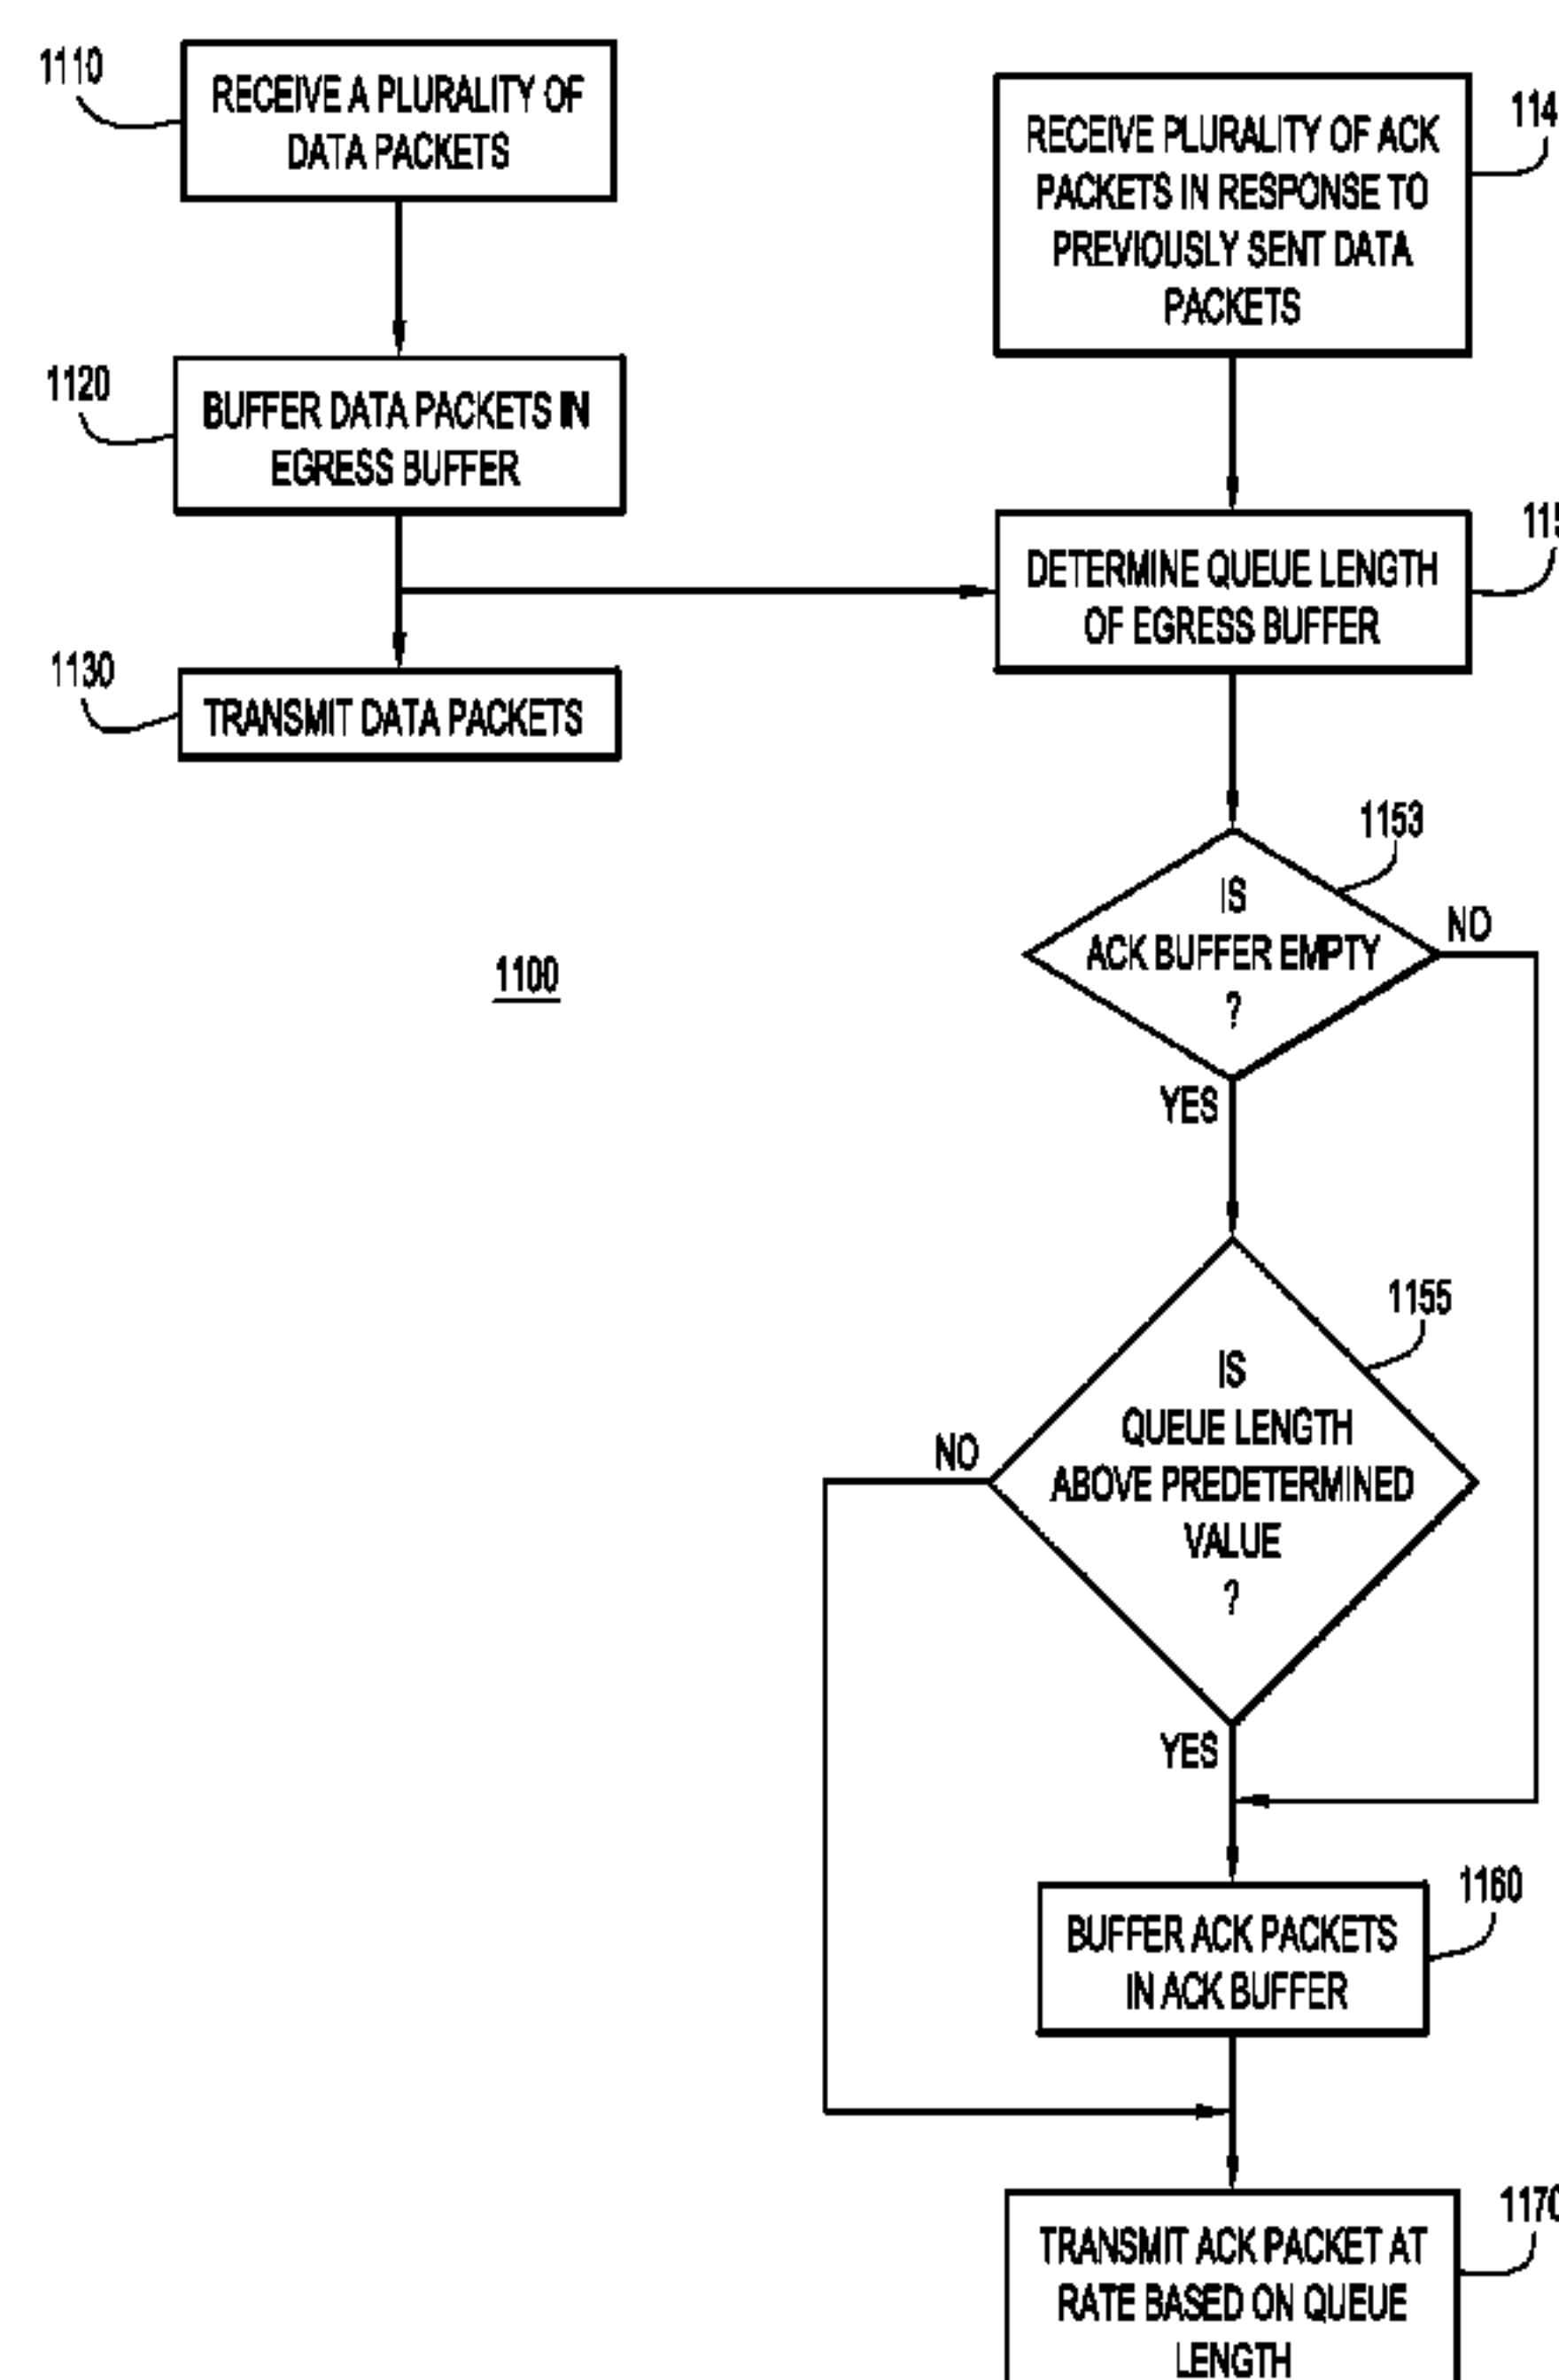 1110
RECEIVE A PLURALITY OF
DATA PACKETS
1120
BUFFER DATA PACKETS IN
EGRESS BUFFER
1130
TRANSMIT DATA PACKETS
1100
114
RECEIVE PLURALITY OF ACK
PACKETS IN RESPONSE TO
PREVIOUSLY SENT DATA
PACKETS
115
DETERMINE QUEUE LENGTH
OF EGRESS BUFFER
1153
IS
ACK BUFFER EMPTY
?
NO
YES
1155
IS
QUEUE LENGTH
ABOVE PREDETERMINED
VALUE
?
NO
YES
1160
BUFFER ACK PACKETS
IN ACK BUFFER
1170
TRANSMIT ACK PACKET AT
RATE BASED ON QUEUE
LENGTH